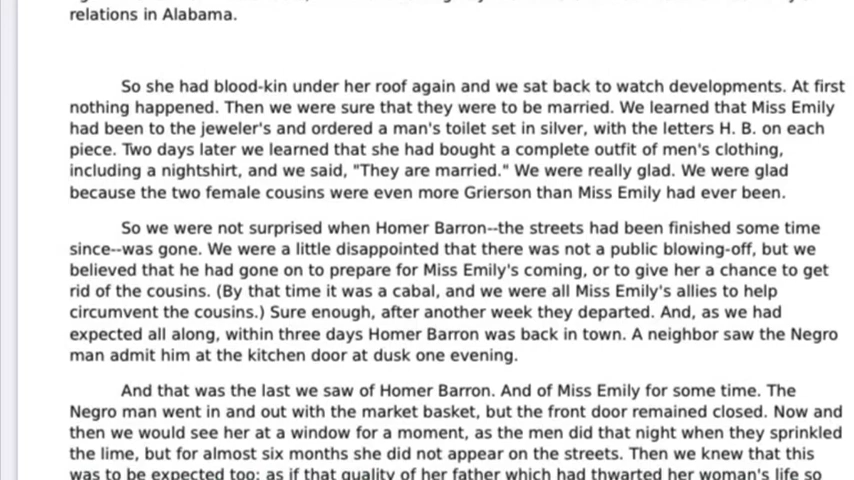 relations in Alabama.
So she had blood-kin under her roof again and we sat back to watch developments. At first
nothing happened. Then we were sure that they were to be married. We learned that Miss Emily
had been to the jeweler's and ordered a man's toilet set in silver, with the letters H. B. on each
piece. Two days later we learned that she had bought a complete outfit of men's clothing,
including a nightshirt, and we said, "They are married." We were really glad. We were glad
because the two female cousins were even more Grierson than Miss Emily had ever been.
So we were not surprised when Homer Barron--the streets had been finished some time
since--was gone. We were a little disappointed that there was not a public blowing-off, but we
believed that he had gone on to prepare for Miss Emily's coming, or to give her a chance to get
rid of the cousins. (By that time it was a cabal, and we were all Miss Emily's allies to help
circumvent the cousins.) Sure enough, after another week they departed. And, as we had
expected all along, within three days Homer Barron was back in town. A neighbor saw the Negro
man admit him at the kitchen door at dusk one evening.
And that was the last we saw of Homer Barron. And of Miss Emily for some time. The
Negro man went in and out with the market basket, but the front door remained closed. Now and
then we would see her at a window for a moment, as the men did that night when they sprinkled
the lime, but for almost six months she did not appear on the streets. Then we knew that this
was to be expected too; as if that quality of her father which had thwarted her woman's life so